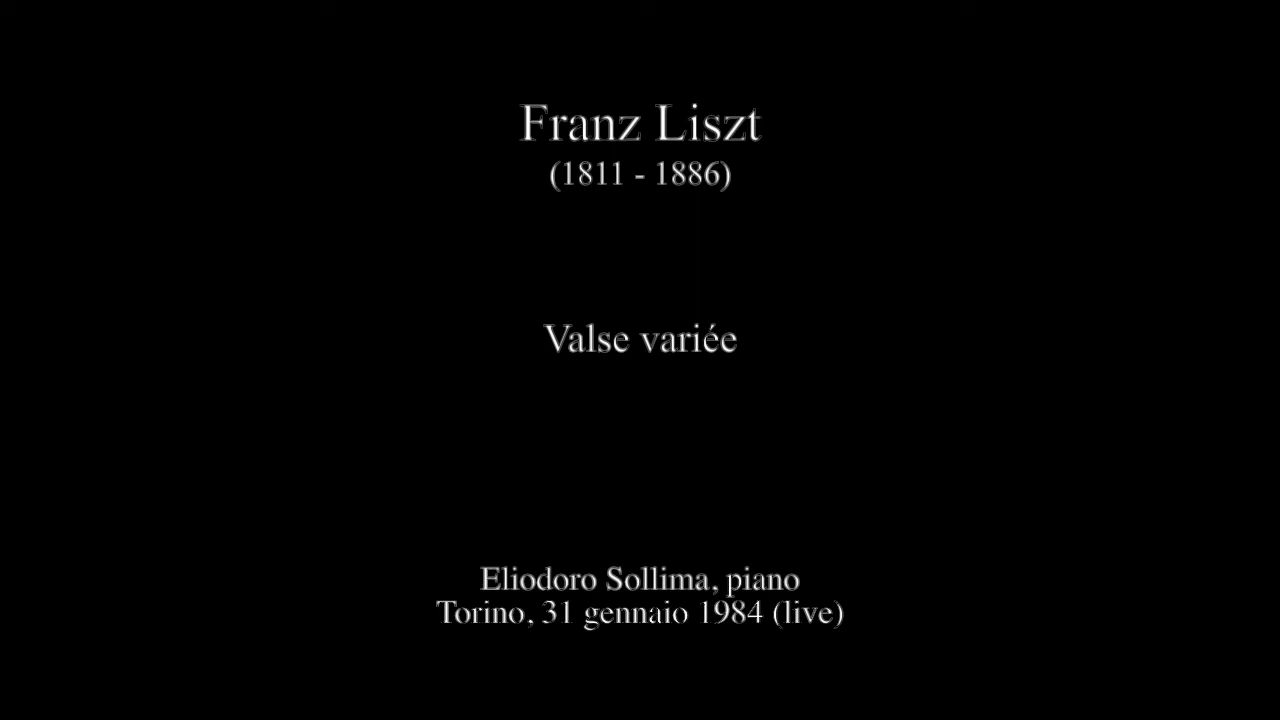 Franz Liszt
(1811 - 1886)
Valse variée
Eliodoro Sollima, piano
Torino, 31 gennaio 1984 (live)